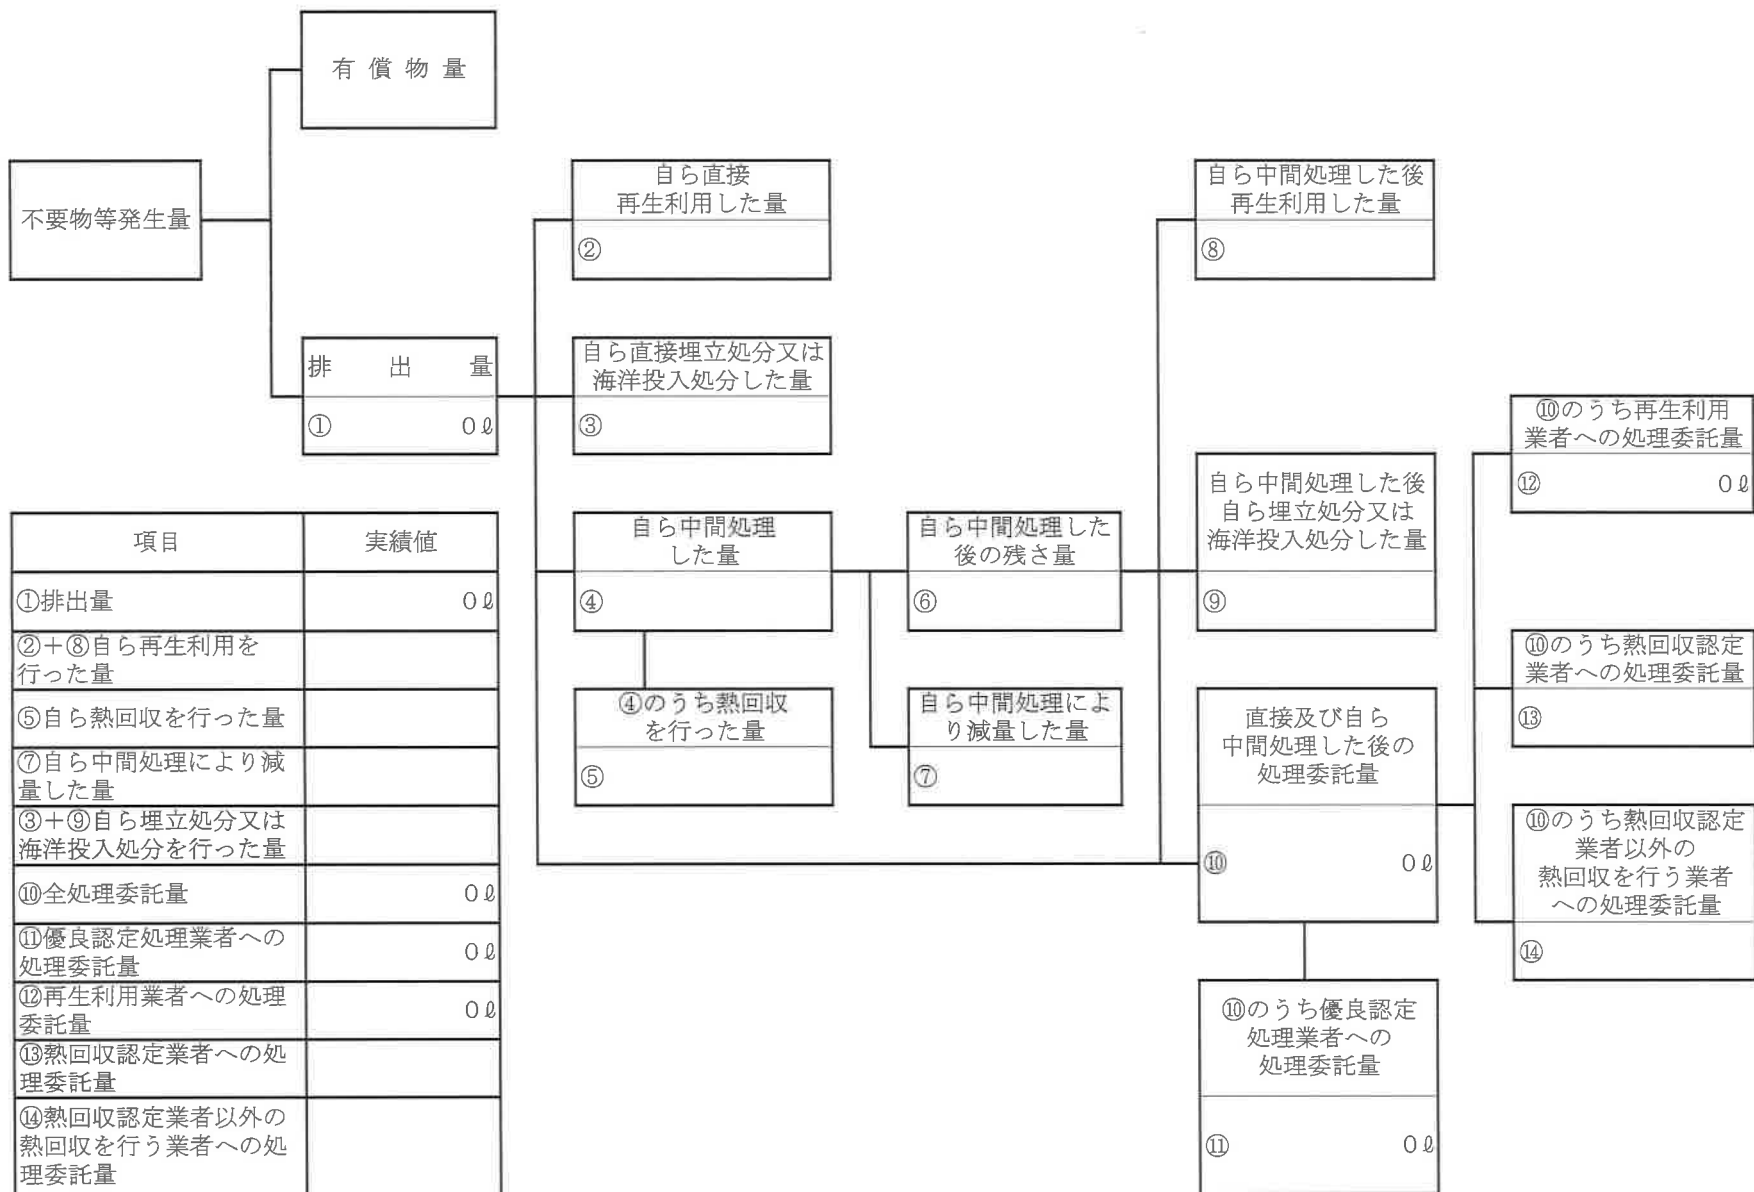 有償物量
不要物等発生量
排出量
① 0ℓ
自ら直接
再生利用した量
②
自ら直接埋立処分又は
海洋投入処分した量
③
自ら中間処理
した量
④
④のうち熱回収
を行った量
⑤
自ら中間処理した
後の残さ量
⑥
自ら中間処理によ
り減量した量
⑦
自ら中間処理した後
再生利用した量
⑧
自ら中間処理した後
自ら埋立処分又は
海洋投入処分した量
⑨
直接及び自ら
中間処理した後の
処理委託量
⑩ 0ℓ
⑩のうち優良認定
処理業者への
処理委託量
⑪ 0ℓ
⑩のうち再生利用
業者への処理委託量
⑫ 0ℓ
⑩のうち熱回収認定
業者への処理委託量
⑬
⑩のうち熱回収認定
業者以外の
熱回収を行う業者
への処理委託量
⑭
項目 実績値
①排出量 0ℓ
②+⑧自ら再生利用を
行った量
⑤自ら熱回収を行った量
⑦自ら中間処理により減
量した量
③+⑨自ら埋立処分又は
海洋投入処分を行った量
⑩全処理委託量 0ℓ
⑪優良認定処理業者への
処理委託量 0ℓ
⑫再生利用業者への処理
委託量 0ℓ
⑬熱回収認定業者への処
理委託量
⑭熱回収認定業者以外の
熱回収を行う業者への処
理委託量